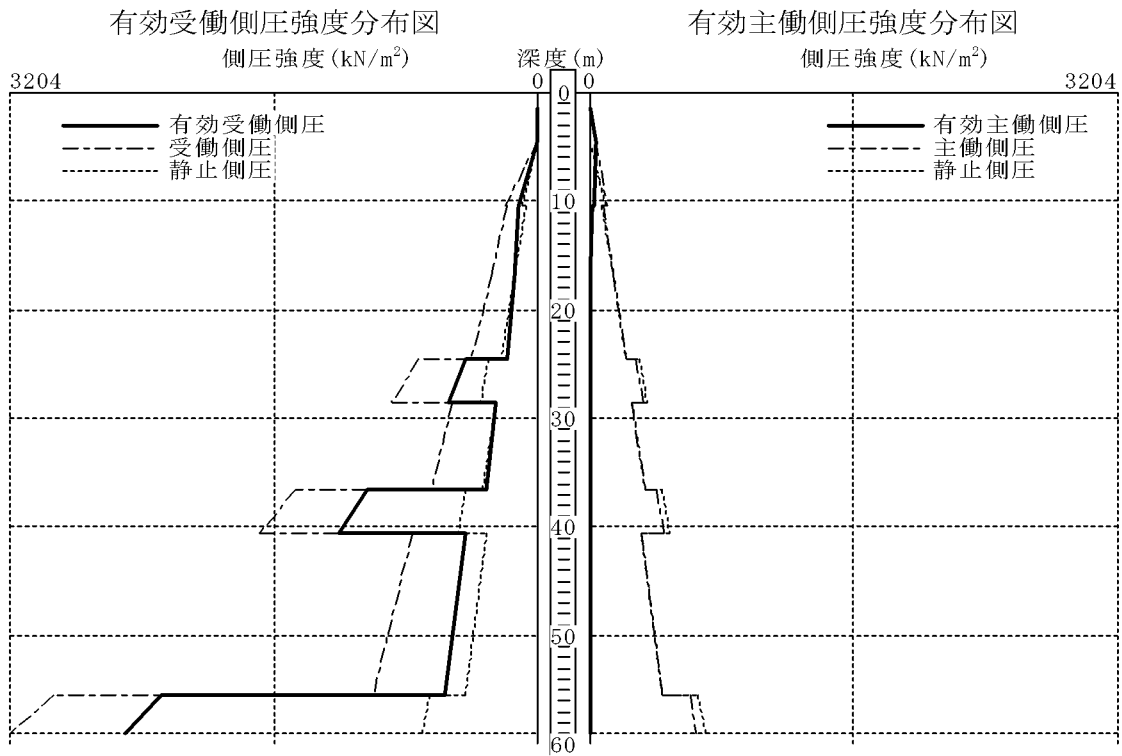 有効受働側圧強度分布図
有効主働側圧強度分布図
側圧強度(kN/m²)
深度(m)
側圧強度(kN/m²)
3204
0
0
3204
0
有効受働側圧
受働側圧
静止側圧
有効主働側圧
主働側圧
静止側圧
10
20
30
40
50
60